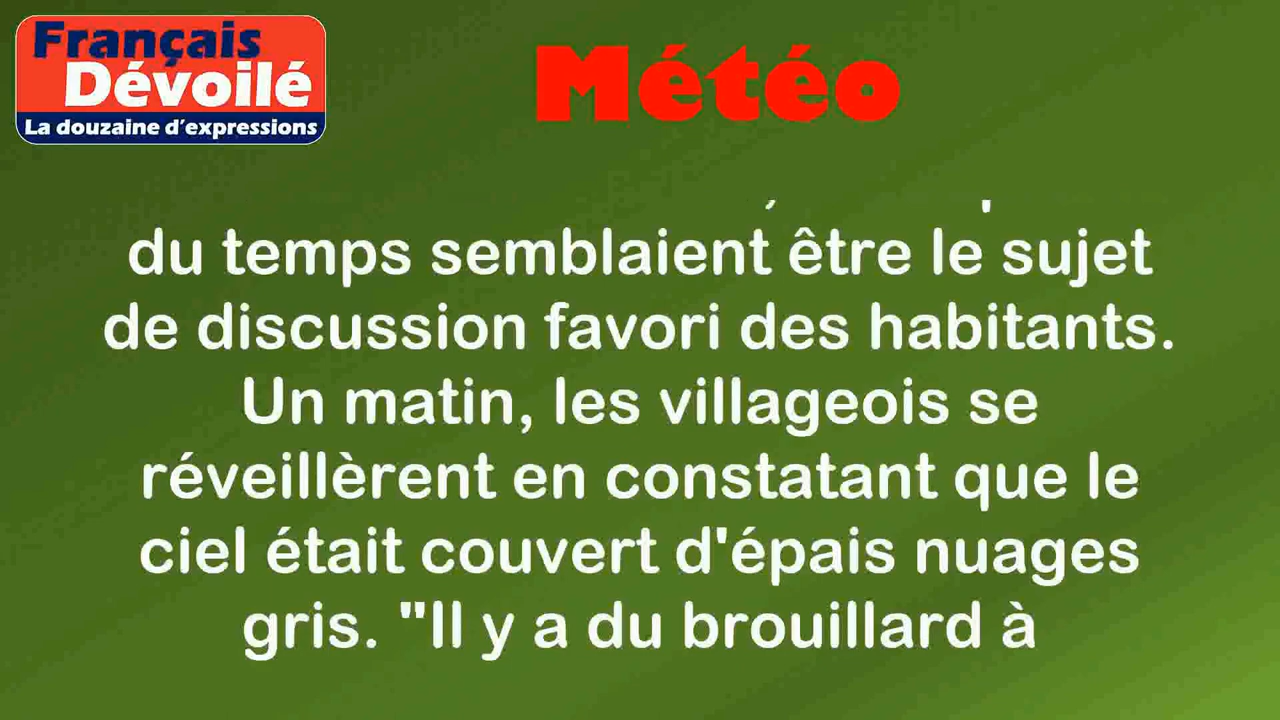 Français
Dévoilé
La douzaine d'expressions
Météo
du temps semblaient être le sujet
de discussion favori des habitants.
Un matin, les villageois se
réveillèrent en constatant que le
ciel était couvert d'épais nuages
gris. "Il y a du brouillard à